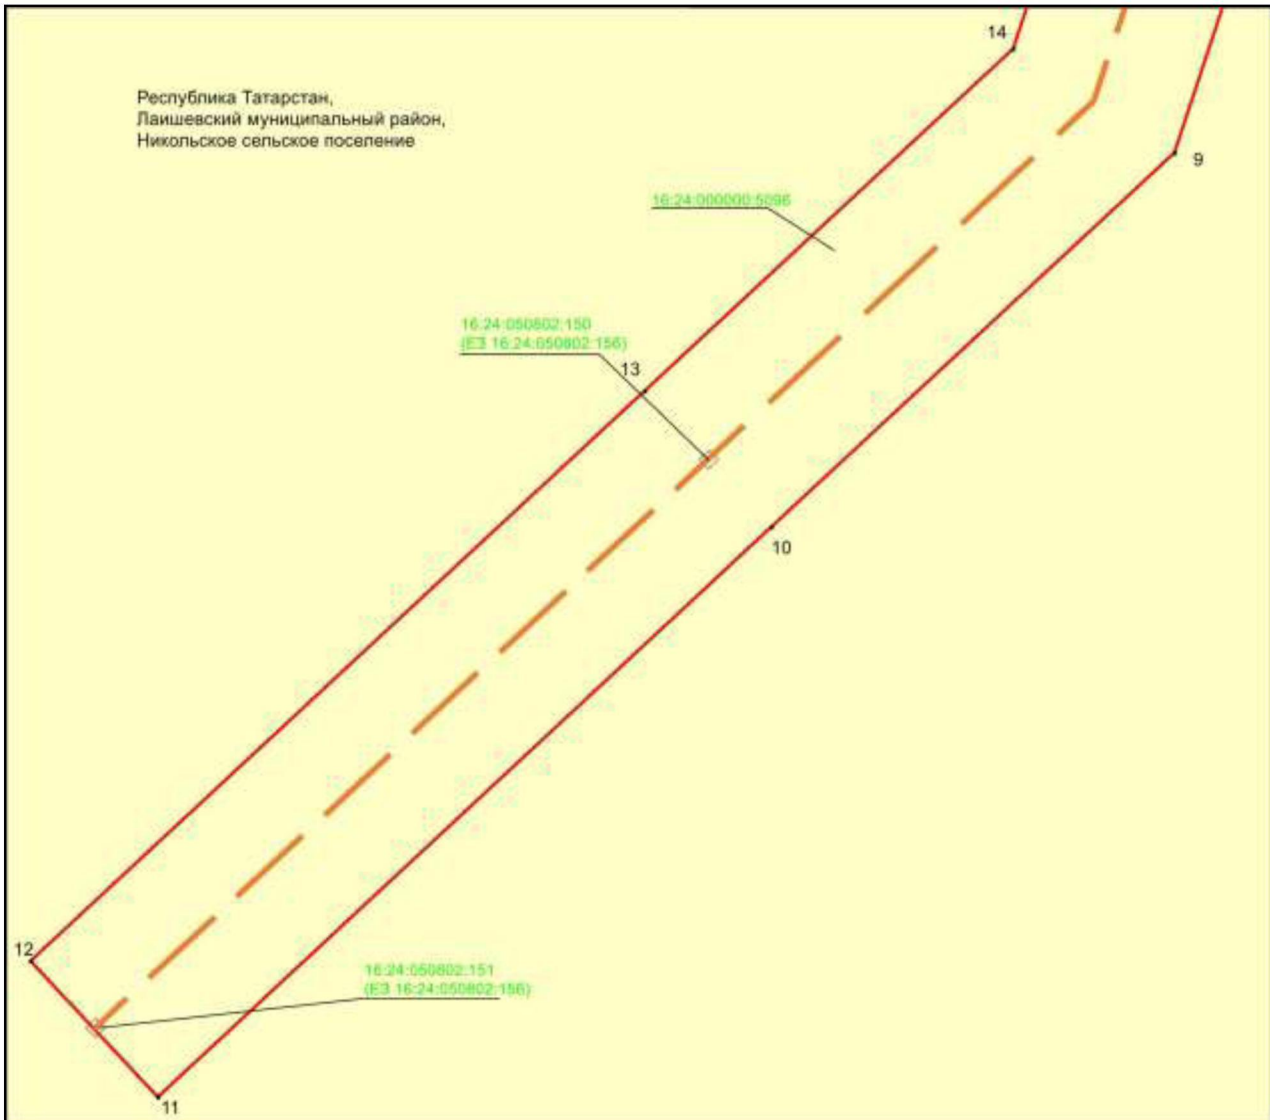 14
Республика Татарстан,
Лаишевский муниципальный район,
Никольское сельское поселение
9
16:24:000000:5096
16:24:050802:150
(ЕЗ 16:24:050802:156)
13
10
12
16:24:050802:151
(ЕЗ 16:24:050802:156)
11